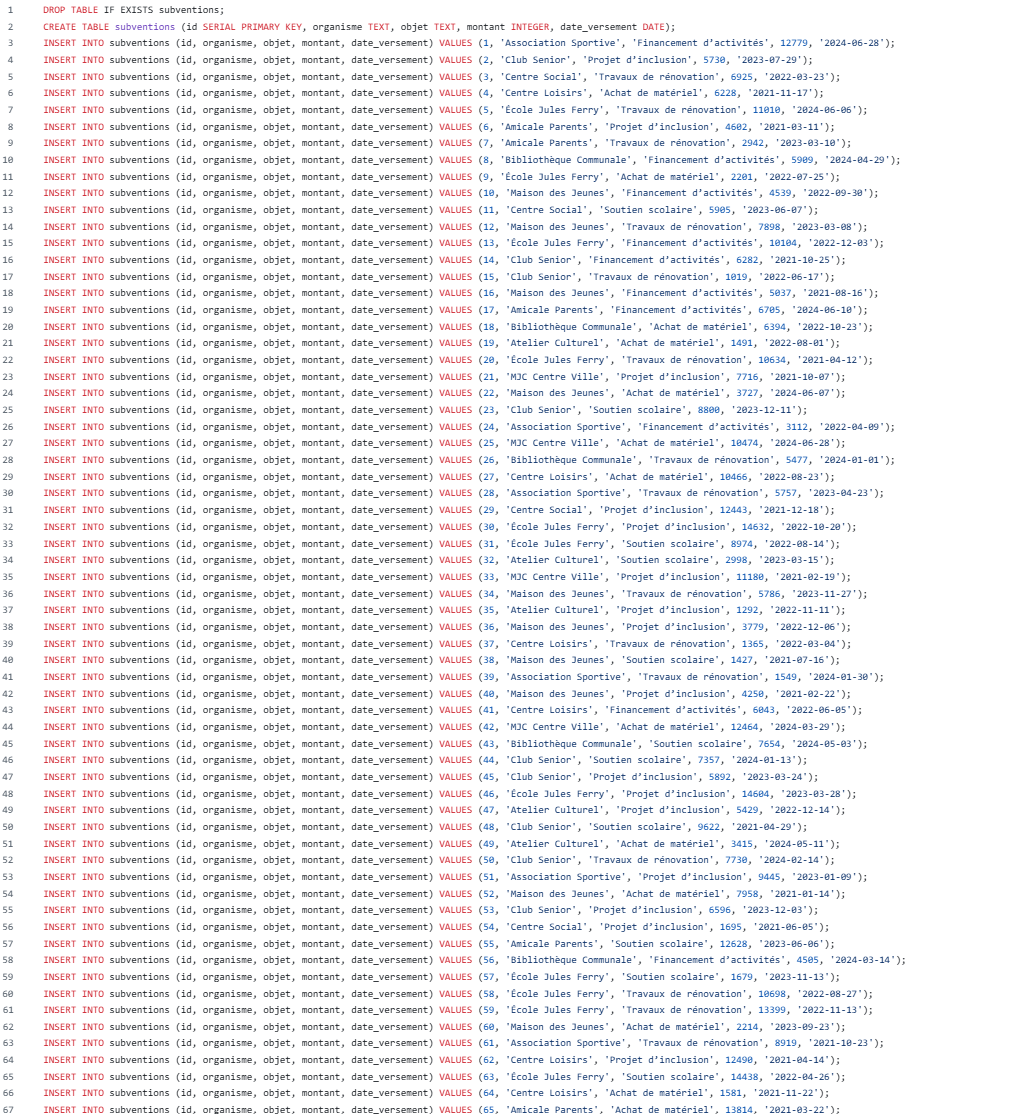 1 DROP TABLE IF EXISTS subventions;
2 CREATE TABLE subventions (id SERIAL PRIMARY KEY, organisme TEXT, objet TEXT, montant INTEGER, date_versement DATE);
3 INSERT INTO subventions (id, organisme, objet, montant, date_versement) VALUES (1, 'Association Sportive', 'Financement d’activités', 12779, '2024-06-28');
4 INSERT INTO subventions (id, organisme, objet, montant, date_versement) VALUES (2, 'Club Senior', 'Projet d’inclusion', 5730, '2023-07-29');
5 INSERT INTO subventions (id, organisme, objet, montant, date_versement) VALUES (3, 'Centre Social', 'Travaux de rénovation', 6925, '2022-03-23');
6 INSERT INTO subventions (id, organisme, objet, montant, date_versement) VALUES (4, 'Centre Loisirs', 'Achat de matériel', 6228, '2021-11-17');
7 INSERT INTO subventions (id, organisme, objet, montant, date_versement) VALUES (5, 'École Jules Ferry', 'Travaux de rénovation', 11010, '2024-06-06');
8 INSERT INTO subventions (id, organisme, objet, montant, date_versement) VALUES (6, 'Amicale Parents', 'Projet d’inclusion', 4602, '2021-03-11');
9 INSERT INTO subventions (id, organisme, objet, montant, date_versement) VALUES (7, 'Amicale Parents', 'Travaux de rénovation', 2942, '2023-03-10');
10 INSERT INTO subventions (id, organisme, objet, montant, date_versement) VALUES (8, 'Bibliothèque Communale', 'Financement d’activités', 5909, '2024-04-29');
11 INSERT INTO subventions (id, organisme, objet, montant, date_versement) VALUES (9, 'École Jules Ferry', 'Achat de matériel', 2201, '2022-07-25');
12 INSERT INTO subventions (id, organisme, objet, montant, date_versement) VALUES (10, 'Maison des Jeunes', 'Financement d’activités', 4539, '2022-09-30');
13 INSERT INTO subventions (id, organisme, objet, montant, date_versement) VALUES (11, 'Centre Social', 'Soutien scolaire', 5905, '2023-06-07');
14 INSERT INTO subventions (id, organisme, objet, montant, date_versement) VALUES (12, 'Maison des Jeunes', 'Travaux de rénovation', 7898, '2023-03-08');
15 INSERT INTO subventions (id, organisme, objet, montant, date_versement) VALUES (13, 'École Jules Ferry', 'Financement d’activités', 10104, '2022-12-03');
16 INSERT INTO subventions (id, organisme, objet, montant, date_versement) VALUES (14, 'Club Senior', 'Financement d’activités', 6282, '2021-10-25');
17 INSERT INTO subventions (id, organisme, objet, montant, date_versement) VALUES (15, 'Club Senior', 'Travaux de rénovation', 1019, '2022-06-17');
18 INSERT INTO subventions (id, organisme, objet, montant, date_versement) VALUES (16, 'Maison des Jeunes', 'Financement d’activités', 5037, '2021-08-16');
19 INSERT INTO subventions (id, organisme, objet, montant, date_versement) VALUES (17, 'Amicale Parents', 'Financement d’activités', 6705, '2024-06-10');
20 INSERT INTO subventions (id, organisme, objet, montant, date_versement) VALUES (18, 'Bibliothèque Communale', 'Achat de matériel', 6394, '2022-10-23');
21 INSERT INTO subventions (id, organisme, objet, montant, date_versement) VALUES (19, 'Atelier Culturel', 'Achat de matériel', 1491, '2022-08-01');
22 INSERT INTO subventions (id, organisme, objet, montant, date_versement) VALUES (20, 'École Jules Ferry', 'Travaux de rénovation', 10634, '2021-04-12');
23 INSERT INTO subventions (id, organisme, objet, montant, date_versement) VALUES (21, 'MJC Centre Ville', 'Projet d’inclusion', 7716, '2021-10-07');
24 INSERT INTO subventions (id, organisme, objet, montant, date_versement) VALUES (22, 'Maison des Jeunes', 'Achat de matériel', 3727, '2024-06-07');
25 INSERT INTO subventions (id, organisme, objet, montant, date_versement) VALUES (23, 'Club Senior', 'Soutien scolaire', 8800, '2023-12-11');
26 INSERT INTO subventions (id, organisme, objet, montant, date_versement) VALUES (24, 'Association Sportive', 'Financement d’activités', 3112, '2022-04-09');
27 INSERT INTO subventions (id, organisme, objet, montant, date_versement) VALUES (25, 'MJC Centre Ville', 'Achat de matériel', 10474, '2024-06-28');
28 INSERT INTO subventions (id, organisme, objet, montant, date_versement) VALUES (26, 'Bibliothèque Communale', 'Travaux de rénovation', 5477, '2024-01-01');
29 INSERT INTO subventions (id, organisme, objet, montant, date_versement) VALUES (27, 'Centre Loisirs', 'Achat de matériel', 10466, '2022-08-23');
30 INSERT INTO subventions (id, organisme, objet, montant, date_versement) VALUES (28, 'Association Sportive', 'Travaux de rénovation', 5757, '2023-04-23');
31 INSERT INTO subventions (id, organisme, objet, montant, date_versement) VALUES (29, 'Centre Social', 'Projet d’inclusion', 12443, '2021-12-18');
32 INSERT INTO subventions (id, organisme, objet, montant, date_versement) VALUES (30, 'École Jules Ferry', 'Projet d’inclusion', 14632, '2022-10-20');
33 INSERT INTO subventions (id, organisme, objet, montant, date_versement) VALUES (31, 'École Jules Ferry', 'Soutien scolaire', 8974, '2022-08-14');
34 INSERT INTO subventions (id, organisme, objet, montant, date_versement) VALUES (32, 'Atelier Culturel', 'Soutien scolaire', 2998, '2023-03-15');
35 INSERT INTO subventions (id, organisme, objet, montant, date_versement) VALUES (33, 'MJC Centre Ville', 'Projet d’inclusion', 11180, '2021-02-19');
36 INSERT INTO subventions (id, organisme, objet, montant, date_versement) VALUES (34, 'Maison des Jeunes', 'Travaux de rénovation', 5786, '2023-11-27');
37 INSERT INTO subventions (id, organisme, objet, montant, date_versement) VALUES (35, 'Atelier Culturel', 'Projet d’inclusion', 1292, '2022-11-11');
38 INSERT INTO subventions (id, organisme, objet, montant, date_versement) VALUES (36, 'Maison des Jeunes', 'Projet d’inclusion', 3779, '2022-12-06');
39 INSERT INTO subventions (id, organisme, objet, montant, date_versement) VALUES (37, 'Centre Loisirs', 'Travaux de rénovation', 1365, '2022-03-04');
40 INSERT INTO subventions (id, organisme, objet, montant, date_versement) VALUES (38, 'Maison des Jeunes', 'Soutien scolaire', 1427, '2021-07-16');
41 INSERT INTO subventions (id, organisme, objet, montant, date_versement) VALUES (39, 'Association Sportive', 'Travaux de rénovation', 1549, '2024-01-30');
42 INSERT INTO subventions (id, organisme, objet, montant, date_versement) VALUES (40, 'Maison des Jeunes', 'Projet d’inclusion', 4250, '2021-02-22');
43 INSERT INTO subventions (id, organisme, objet, montant, date_versement) VALUES (41, 'Centre Loisirs', 'Financement d’activités', 6043, '2022-06-05');
44 INSERT INTO subventions (id, organisme, objet, montant, date_versement) VALUES (42, 'MJC Centre Ville', 'Achat de matériel', 12464, '2024-03-29');
45 INSERT INTO subventions (id, organisme, objet, montant, date_versement) VALUES (43, 'Bibliothèque Communale', 'Soutien scolaire', 7654, '2024-05-03');
46 INSERT INTO subventions (id, organisme, objet, montant, date_versement) VALUES (44, 'Club Senior', 'Soutien scolaire', 7357, '2024-01-13');
47 INSERT INTO subventions (id, organisme, objet, montant, date_versement) VALUES (45, 'Club Senior', 'Projet d’inclusion', 5892, '2023-03-24');
48 INSERT INTO subventions (id, organisme, objet, montant, date_versement) VALUES (46, 'École Jules Ferry', 'Projet d’inclusion', 14604, '2023-03-28');
49 INSERT INTO subventions (id, organisme, objet, montant, date_versement) VALUES (47, 'Atelier Culturel', 'Projet d’inclusion', 5429, '2022-12-14');
50 INSERT INTO subventions (id, organisme, objet, montant, date_versement) VALUES (48, 'Club Senior', 'Soutien scolaire', 9622, '2021-04-29');
51 INSERT INTO subventions (id, organisme, objet, montant, date_versement) VALUES (49, 'Atelier Culturel', 'Achat de matériel', 3415, '2024-05-11');
52 INSERT INTO subventions (id, organisme, objet, montant, date_versement) VALUES (50, 'Club Senior', 'Travaux de rénovation', 7730, '2024-02-14');
53 INSERT INTO subventions (id, organisme, objet, montant, date_versement) VALUES (51, 'Association Sportive', 'Projet d’inclusion', 9445, '2023-01-09');
54 INSERT INTO subventions (id, organisme, objet, montant, date_versement) VALUES (52, 'Maison des Jeunes', 'Achat de matériel', 7958, '2021-01-14');
55 INSERT INTO subventions (id, organisme, objet, montant, date_versement) VALUES (53, 'Club Senior', 'Projet d’inclusion', 6596, '2023-12-03');
56 INSERT INTO subventions (id, organisme, objet, montant, date_versement) VALUES (54, 'Centre Social', 'Projet d’inclusion', 1695, '2021-06-05');
57 INSERT INTO subventions (id, organisme, objet, montant, date_versement) VALUES (55, 'Amicale Parents', 'Soutien scolaire', 12628, '2023-06-06');
58 INSERT INTO subventions (id, organisme, objet, montant, date_versement) VALUES (56, 'Bibliothèque Communale', 'Financement d’activités', 4505, '2024-03-14');
59 INSERT INTO subventions (id, organisme, objet, montant, date_versement) VALUES (57, 'École Jules Ferry', 'Soutien scolaire', 1679, '2023-11-13');
60 INSERT INTO subventions (id, organisme, objet, montant, date_versement) VALUES (58, 'École Jules Ferry', 'Travaux de rénovation', 10698, '2022-08-27');
61 INSERT INTO subventions (id, organisme, objet, montant, date_versement) VALUES (59, 'École Jules Ferry', 'Travaux de rénovation', 13399, '2022-11-13');
62 INSERT INTO subventions (id, organisme, objet, montant, date_versement) VALUES (60, 'Maison des Jeunes', 'Achat de matériel', 2214, '2023-09-23');
63 INSERT INTO subventions (id, organisme, objet, montant, date_versement) VALUES (61, 'Association Sportive', 'Travaux de rénovation', 8919, '2021-10-23');
64 INSERT INTO subventions (id, organisme, objet, montant, date_versement) VALUES (62, 'Centre Loisirs', 'Projet d’inclusion', 12490, '2021-04-14');
65 INSERT INTO subventions (id, organisme, objet, montant, date_versement) VALUES (63, 'École Jules Ferry', 'Soutien scolaire', 14438, '2022-04-26');
66 INSERT INTO subventions (id, organisme, objet, montant, date_versement) VALUES (64, 'Centre Loisirs', 'Achat de matériel', 1581, '2021-11-22');
67 INSERT INTO subventions (id, organisme, objet, montant, date_versement) VALUES (65, 'Amicale Parents', 'Achat de matériel', 13814, '2021-03-22');